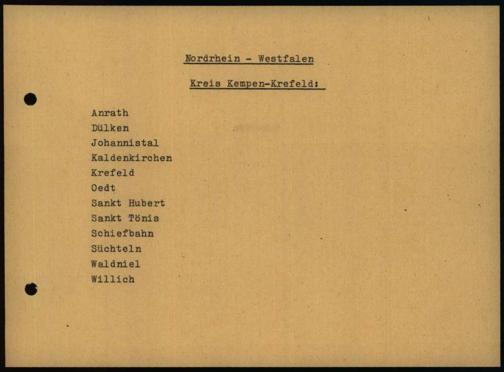 Nordrhein - Westfalen
Kreis Kempen-Krefeld:
Anrath
Dülken
Johannistal
Kaldenkirchen
Krefeld
Oedt
Sankt Hubert
Sankt Tönis
Schiefbahn
Süchteln
Waldniel
Willich